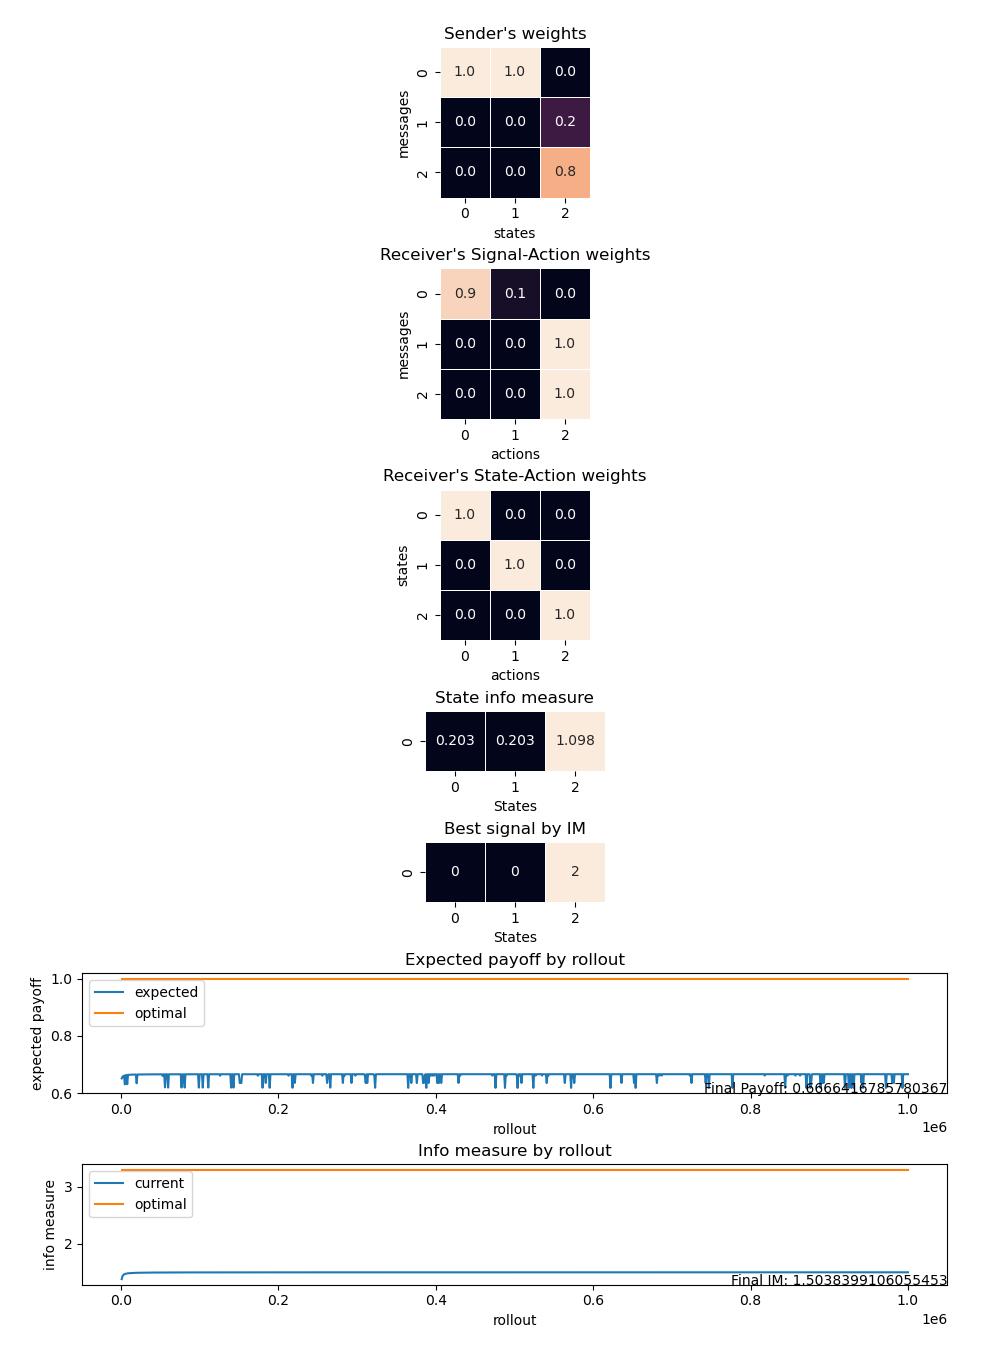 Sender's weights
messages
0 1.0 1.0 0.0
1 0.0 0.0 0.2
2 0.0 0.0 0.8
0 1 2
states
Receiver's Signal-Action weights
messages
0 0.9 0.1 0.0
1 0.0 0.0 1.0
2 0.0 0.0 1.0
0 1 2
actions
Receiver's State-Action weights
states
0 1.0 0.0 0.0
1 0.0 1.0 0.0
2 0.0 0.0 1.0
0 1 2
actions
State info measure
0 0.203 0.203 1.098
0 1 2
States
Best signal by IM
0 0 0 2
0 1 2
States
Expected payoff by rollout
expected payoff
1.0
0.8
0.6
expected
optimal
Final Payoff: 0.6666416785780367
0.0 0.2 0.4 0.6 0.8 1.0
1e6
rollout
Info measure by rollout
info measure
3
2
current
optimal
Final IM: 1.5038399106055453
0.0 0.2 0.4 0.6 0.8 1.0
1e6
rollout